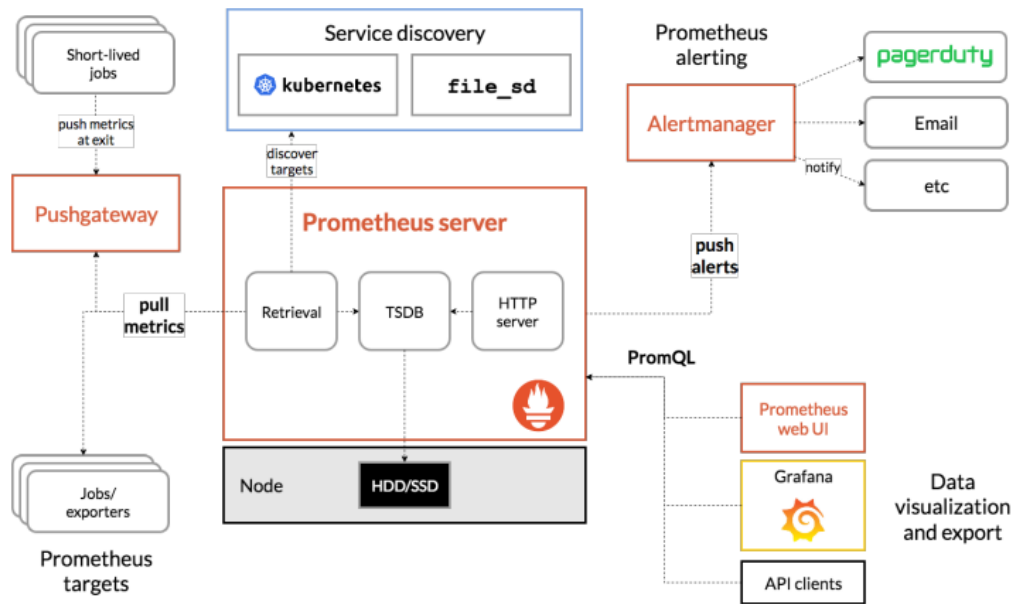 Short-lived
jobs
push metrics
at exit
Pushgateway
pull
metrics
Jobs/
exporters
Prometheus
targets
Service discovery
kubernetes
file_sd
discover
targets
Prometheus server
Retrieval
TSDB
HTTP
server
Node
HDD/SSD
Prometheus
alerting
Alertmanager
pagerduty
Email
etc
notify
push
alerts
PromQL
Prometheus
web UI
Grafana
API clients
Data
visualization
and export